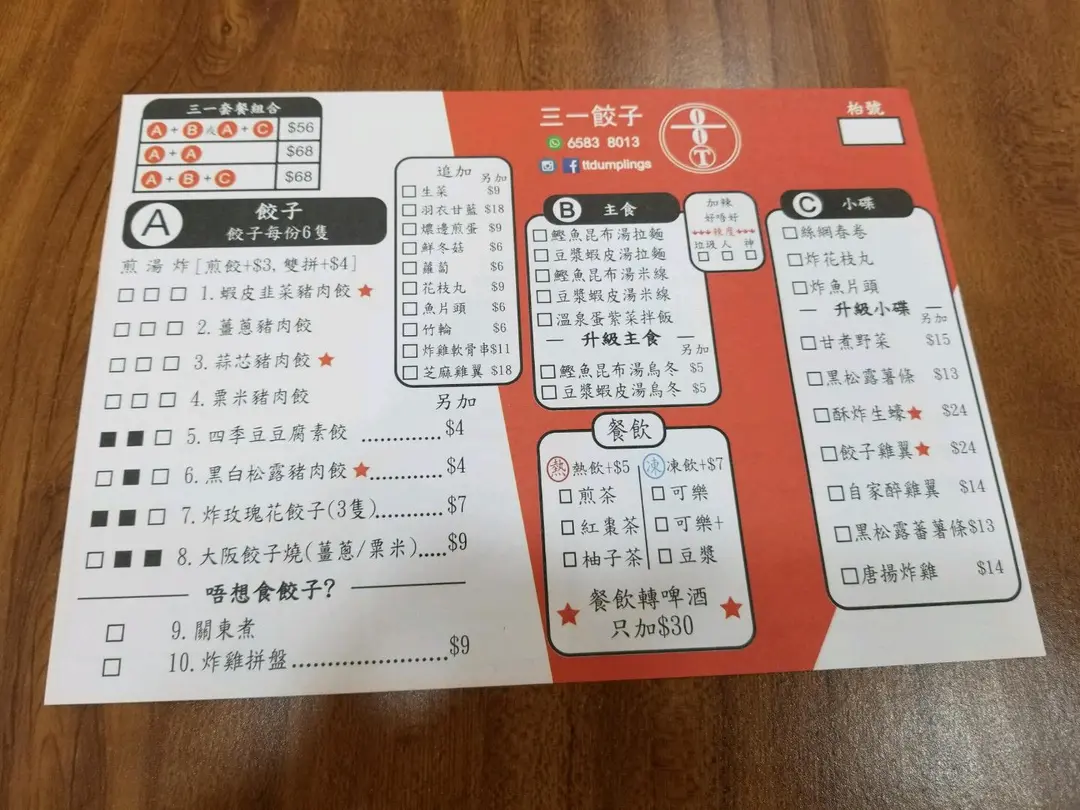 三一套餐組合
A + B 或 A + C $56
A + A $68
A + B + C $68
A 餃子
餃子每份6隻
煎 湯 炸 [煎餃+$3, 雙拼+$4]
1. 蝦皮韭菜豬肉餃
2. 薑蔥豬肉餃
3. 蒜芯豬肉餃
4. 粟米豬肉餃
另加
5. 四季豆豆腐素餃 .............$4
6. 黑白松露豬肉餃............$4
7. 炸玫瑰花餃子(3隻)...........$7
8. 大阪餃子燒(薑蔥/粟米).....$9
唔想食餃子?
9. 關東煮
10. 炸雞拼盤......................$9
追加 另加
生菜 $9
羽衣甘藍 $18
燶邊煎蛋 $9
鮮冬菇 $6
蘿蔔 $6
花枝丸 $9
魚片頭 $6
竹輪 $6
炸雞軟骨串$11
芝麻雞翼 $18
三一餃子
6583 8013
ttdumplings
OOT
枱號
B 主食
鰹魚昆布湯拉麵
豆漿蝦皮湯拉麵
鰹魚昆布湯米線
豆漿蝦皮湯米線
溫泉蛋紫菜拌飯
升級主食
另加
鰹魚昆布湯烏冬 $5
豆漿蝦皮湯烏冬 $5
加辣
好唔好
辣度
垃圾 人 神
餐飲
熱 熱飲+$5
煎茶
紅棗茶
柚子茶
凍 凍飲+$7
可樂
可樂+
豆漿
餐飲轉啤酒
只加$30
C 小碟
絲網春卷
炸花枝丸
炸魚片頭
升級小碟
另加
甘煮野菜 $15
黑松露薯條 $13
酥炸生蠔 $24
餃子雞翼 $24
自家醉雞翼 $14
黑松露蕃薯條$13
唐揚炸雞 $14